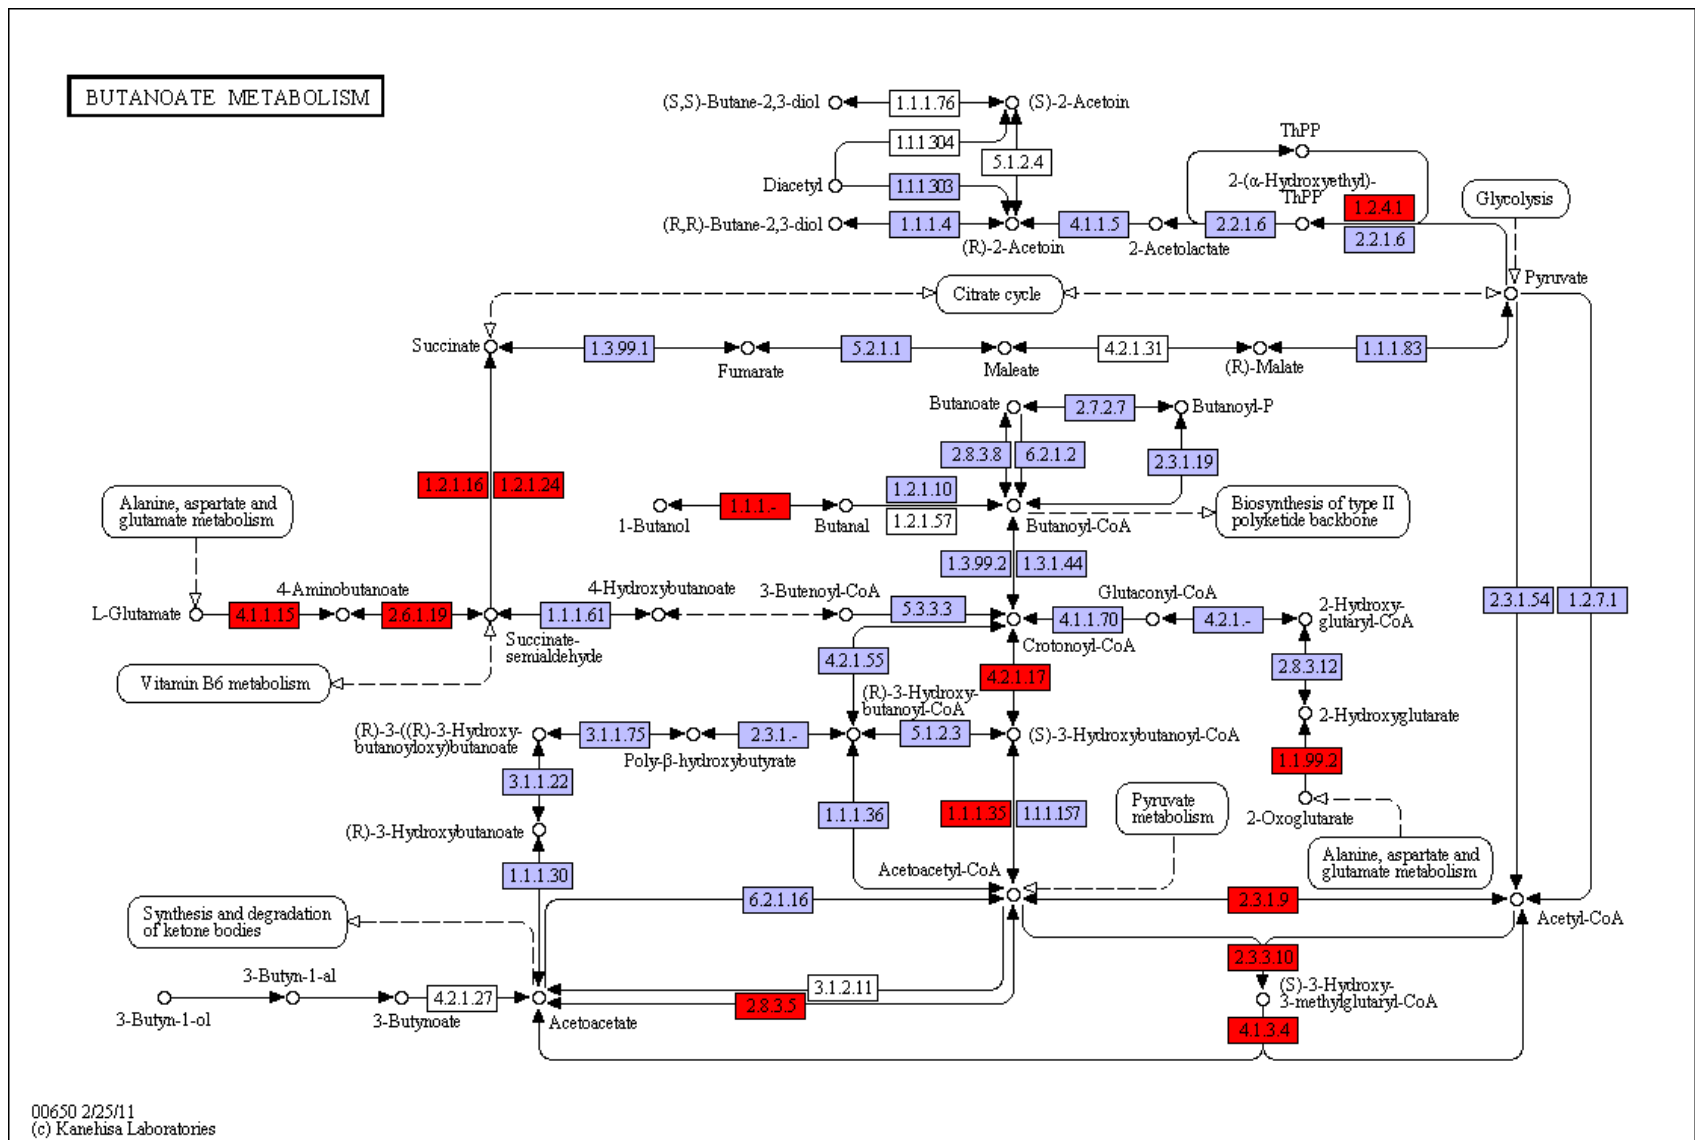 BUTANOATE METABOLISM
(S,S)-Butane-2,3-diol
1.1.1.76
(S)-2-Acetoin
1.1.1.304
5.1.2.4
ThPP
Diacetyl
1.1.1.303
2-(α-Hydroxyethyl)-
ThPP
1.2.4.1
Glycolysis
(R,R)-Butane-2,3-diol
1.1.1.4
(R)-2-Acetoin
4.1.1.5
2-Acetolactate
2.2.1.6
2.2.1.6
Pyruvate
Citrate cycle
Succinate
1.3.99.1
Fumarate
5.2.1.1
Maleate
4.2.1.31
(R)-Malate
1.1.1.83
Butanoate
2.7.2.7
Butanoyl-P
2.8.3.8
6.2.1.2
2.3.1.19
1.2.1.16
1.2.1.24
Alanine, aspartate and
glutamate metabolism
1-Butanol
1.1.1.-
Butanal
1.2.1.10
1.2.1.57
Butanoyl-CoA
Biosynthesis of type II
polyketide backbone
1.3.99.2
1.3.1.44
L-Glutamate
4.1.1.15
4-Aminobutanoate
2.6.1.19
Succinate-
semialdehyde
1.1.1.61
4-Hydroxybutanoate
3-Butenoyl-CoA
5.3.3.3
Crotonoyl-CoA
4.1.1.70
Glutaconyl-CoA
4.2.1.-
2-Hydroxy-
glutaryl-CoA
2.3.1.54
1.2.7.1
Vitamin B6 metabolism
4.2.1.55
4.2.1.17
2.8.3.12
(R)-3-((R)-3-Hydroxy-
butanoyloxy)butanoate
3.1.1.75
Poly-β-hydroxybutyrate
2.3.1.-
(R)-3-Hydroxy-
butanoyl-CoA
5.1.2.3
(S)-3-Hydroxybutanoyl-CoA
2-Hydroxyglutarate
3.1.1.22
1.1.99.2
(R)-3-Hydroxybutanoate
1.1.1.36
1.1.1.35
1.1.1.157
Pyruvate
metabolism
2-Oxoglutarate
Alanine, aspartate and
glutamate metabolism
1.1.1.30
Acetoacetyl-CoA
6.2.1.16
2.3.1.9
Acetyl-CoA
Synthesis and degradation
of ketone bodies
2.3.3.10
3-Butyn-1-ol
3-Butyn-1-al
3-Butynoate
4.2.1.27
Acetoacetate
3.1.2.11
2.8.3.5
(S)-3-Hydroxy-
3-methylglutaryl-CoA
4.1.3.4
00650 2/25/11
(c) Kanehisa Laboratories